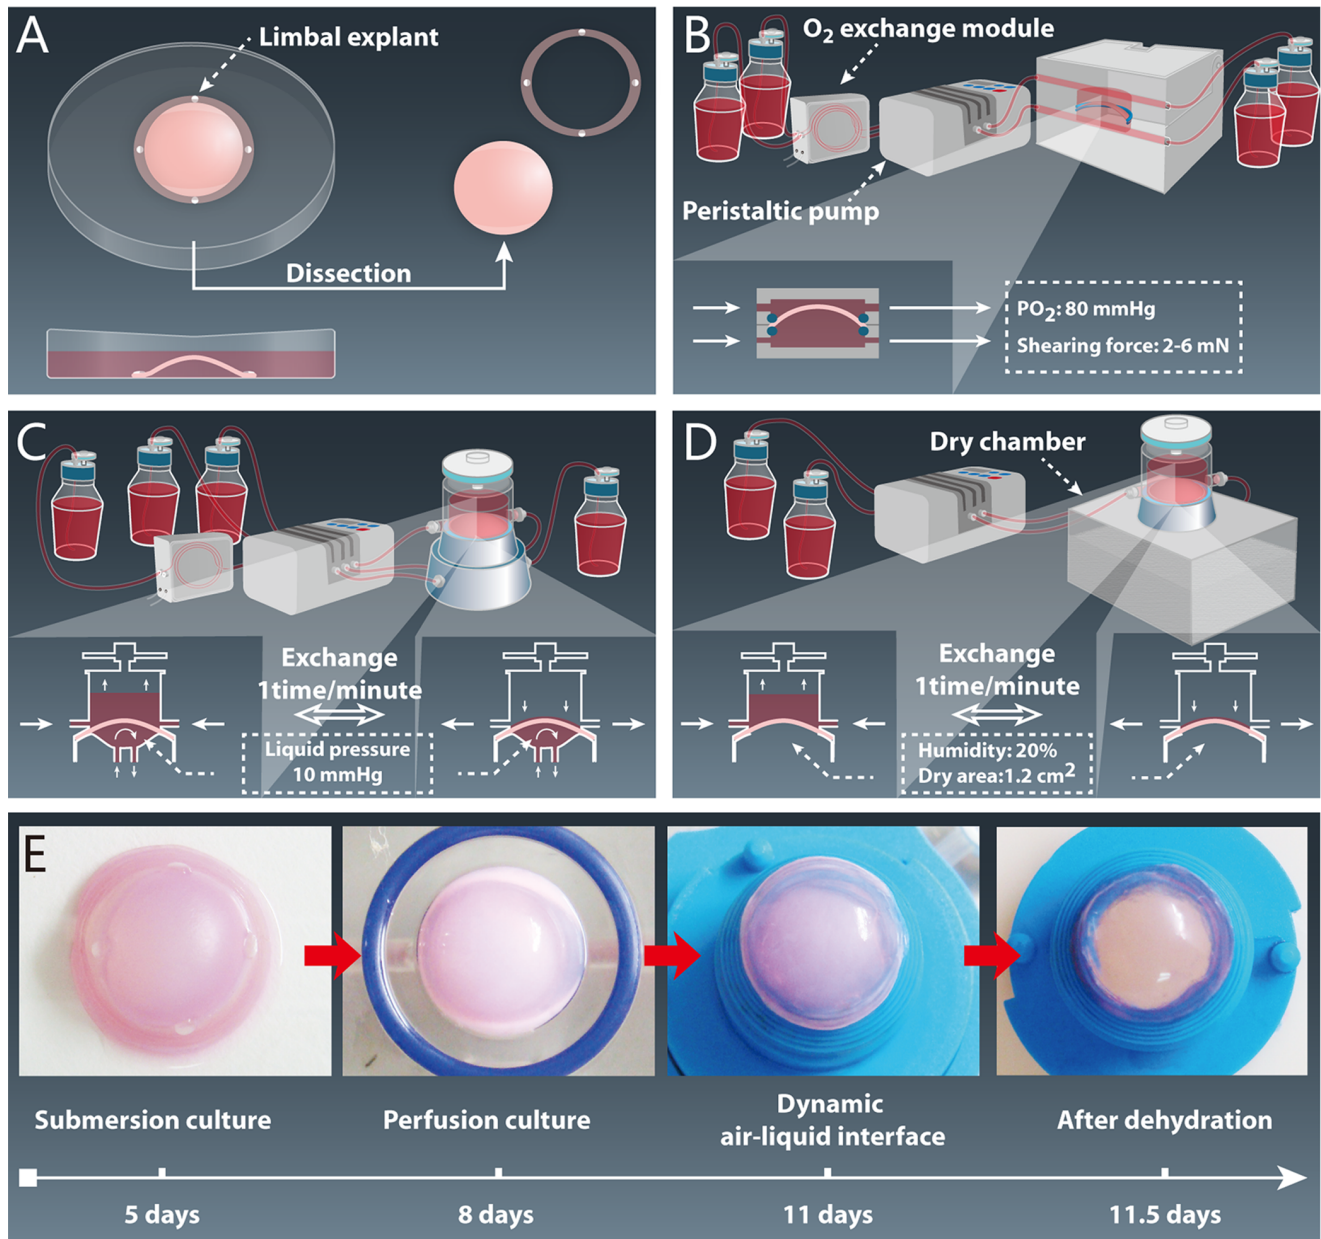 A
Limbal explant
Dissection
B
O2 exchange module
Peristaltic pump
PO2: 80 mmHg
Shearing force: 2-6 mN
C
Exchange
1time/minute
Liquid pressure
10 mmHg
D
Dry chamber
Exchange
1time/minute
Humidity: 20%
Dry area:1.2 cm2
E
Submersion culture
Perfusion culture
Dynamic
air-liquid interface
After dehydration
5 days
8 days
11 days
11.5 days